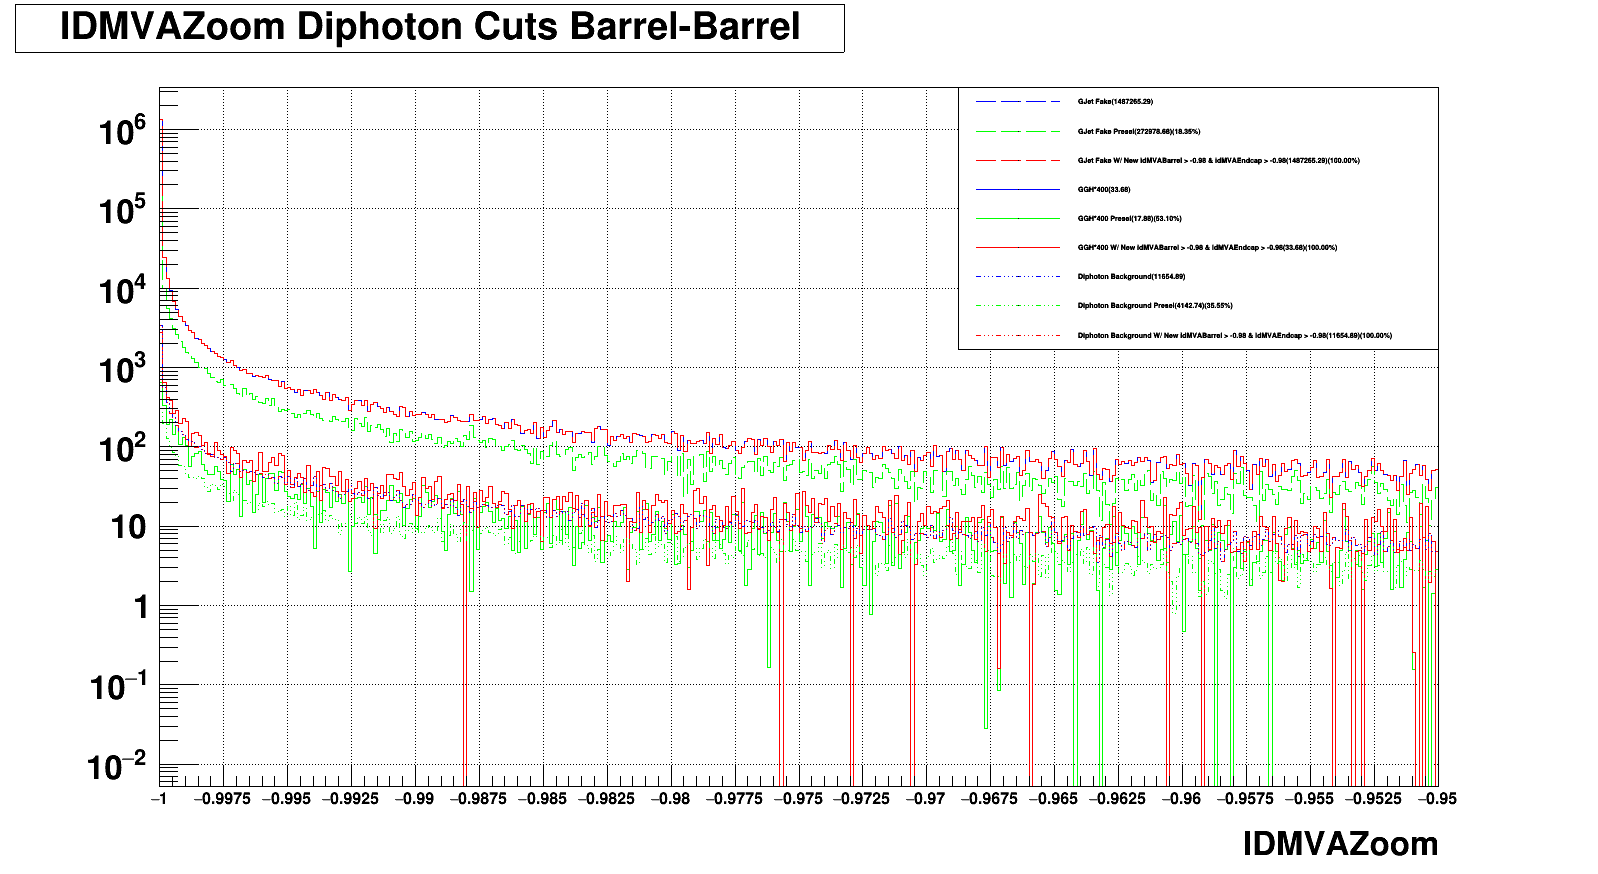 IDMVAZoom Diphoton Cuts Barrel-Barrel
GJet Fake(1487265.29)
GJet Fake Presel(272978.68)(18.35%)
GJet Fake W/ New idMVABarrel > -0.98 & idMVAEndcap > -0.98(1487265.29)(100.00%)
GGH*400(33.68)
GGH*400 Presel(17.88)(53.10%)
GGH*400 W/ New idMVABarrel > -0.98 & idMVAEndcap > -0.98(33.68)(100.00%)
Diphoton Background(11654.89)
Diphoton Background Presel(4142.74)(35.55%)
Diphoton Background W/ New idMVABarrel > -0.98 & idMVAEndcap > -0.98(11654.89)(100.00%)
10^6
10^5
10^4
10^3
10^2
10
1
10^−1
10^−2
−1 −0.9975 −0.995 −0.9925 −0.99 −0.9875 −0.985 −0.9825 −0.98 −0.9775 −0.975 −0.9725 −0.97 −0.9675 −0.965 −0.9625 −0.96 −0.9575 −0.955 −0.9525 −0.95
IDMVAZoom